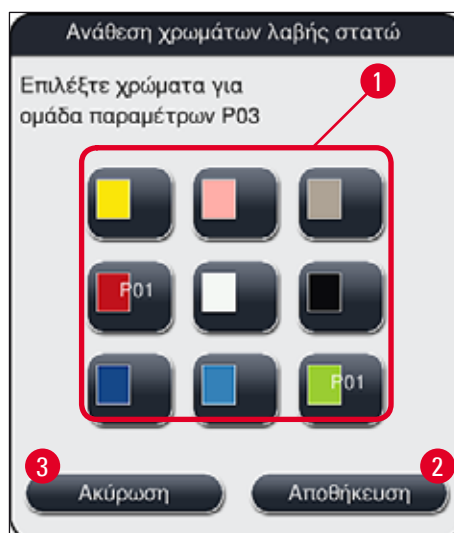 Ανάθεση χρωμάτων λαβής στατώ
Επιλέξτε χρώματα για
ομάδα παραμέτρων P03
1
P01
P01
3
2
Ακύρωση
Αποθήκευση